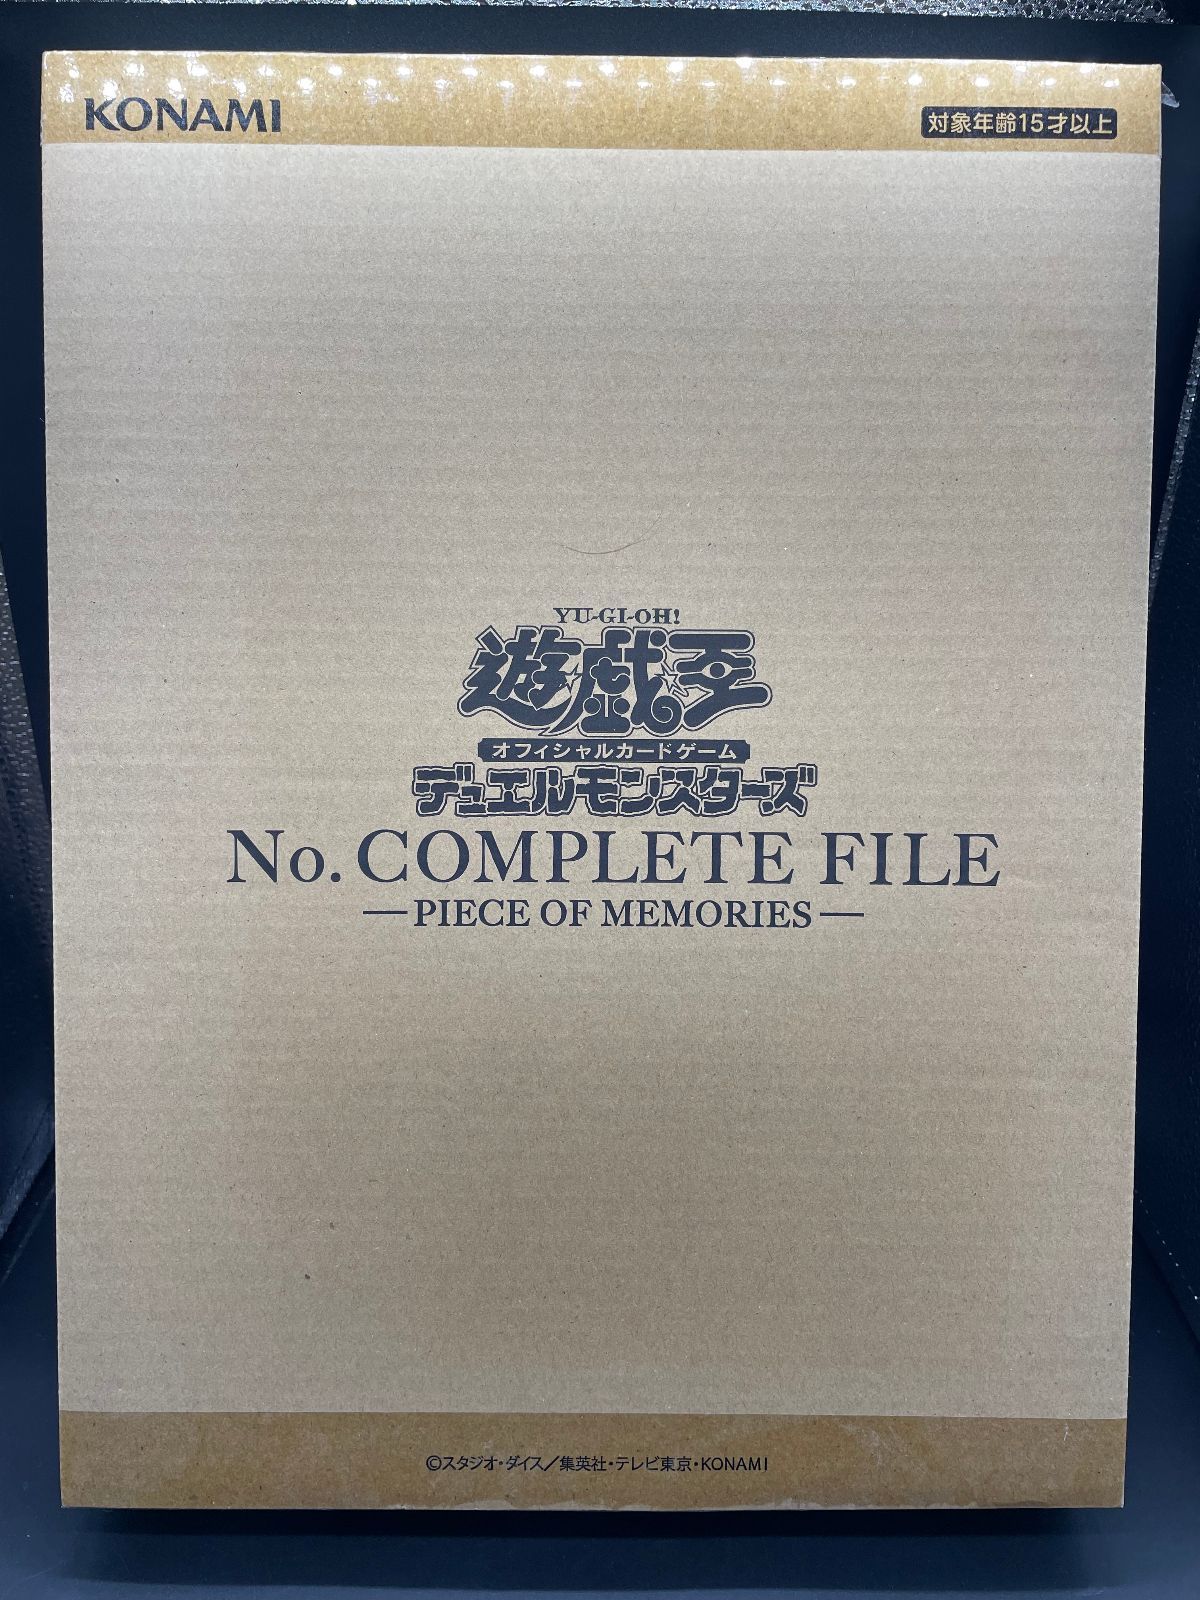 KONAMI
対象年齢15才以上
YU-GI-OH!
遊戯王
オフィシャルカードゲーム
デュエルモンスターズ
No. COMPLETE FILE
—PIECE OF MEMORIES—
©スタジオ・ダイス/集英社・テレビ東京・KONAMI